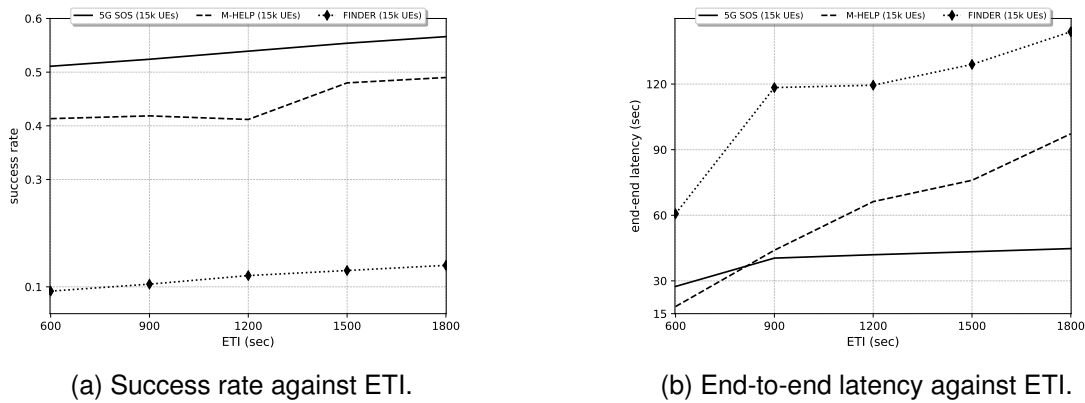 5G SOS (15k UEs) M-HELP (15k UEs) FINDER (15k UEs)
0.6
0.5
0.4
0.3
0.1
success rate
600 900 1200 1500 1800
ETI (sec)
(a) Success rate against ETI.
5G SOS (15k UEs) M-HELP (15k UEs) FINDER (15k UEs)
120
90
60
30
15
end-end latency (sec)
600 900 1200 1500 1800
ETI (sec)
(b) End-to-end latency against ETI.